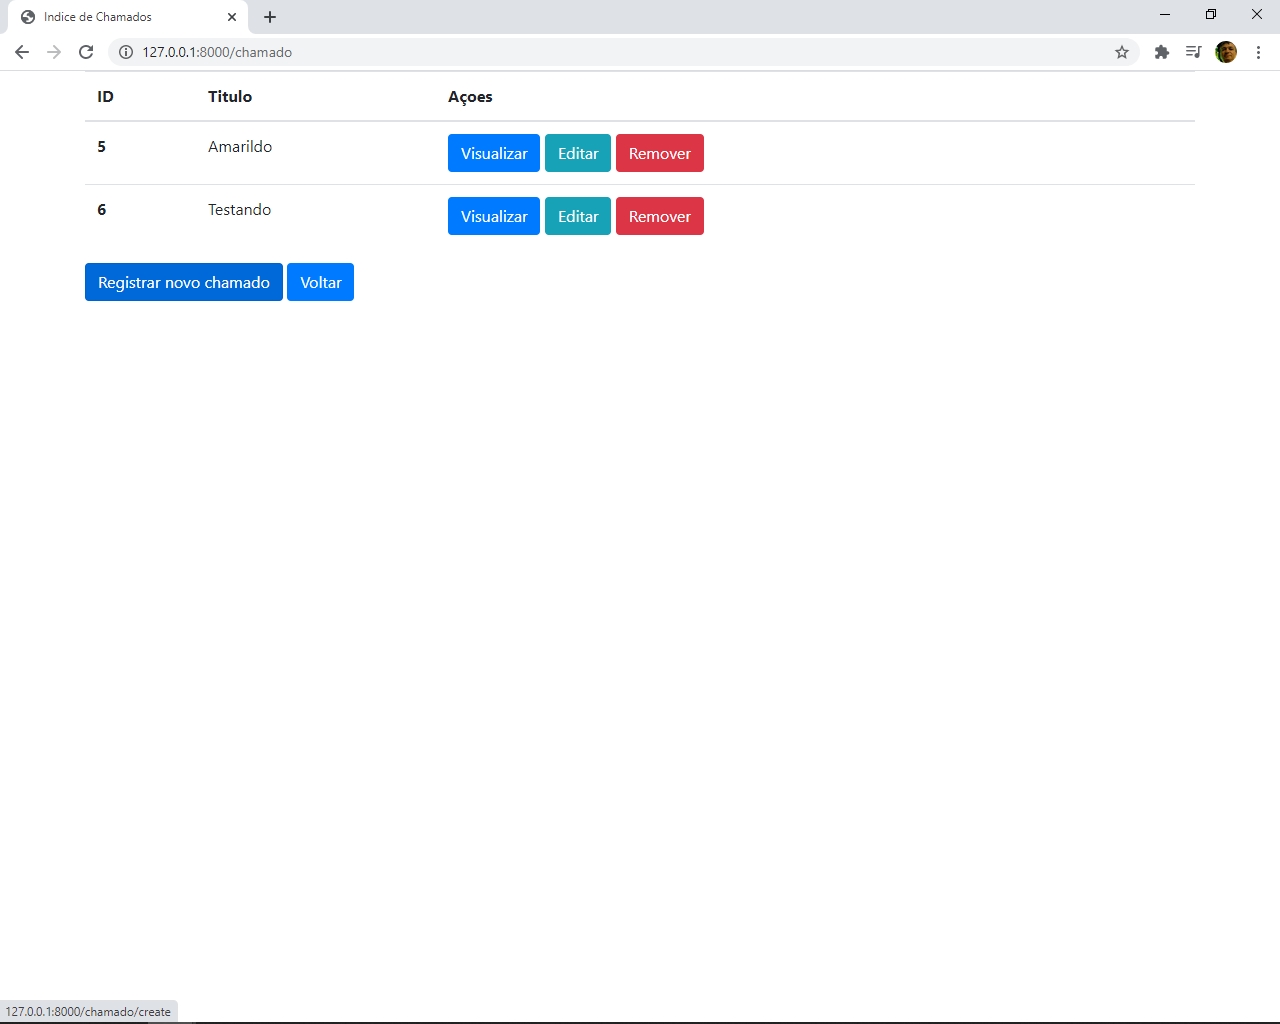 Indice de Chamados
127.0.0.1:8000/chamado
ID Titulo Açoes
5 Amarildo Visualizar Editar Remover
6 Testando Visualizar Editar Remover
Registrar novo chamado Voltar
127.0.0.1:8000/chamado/create